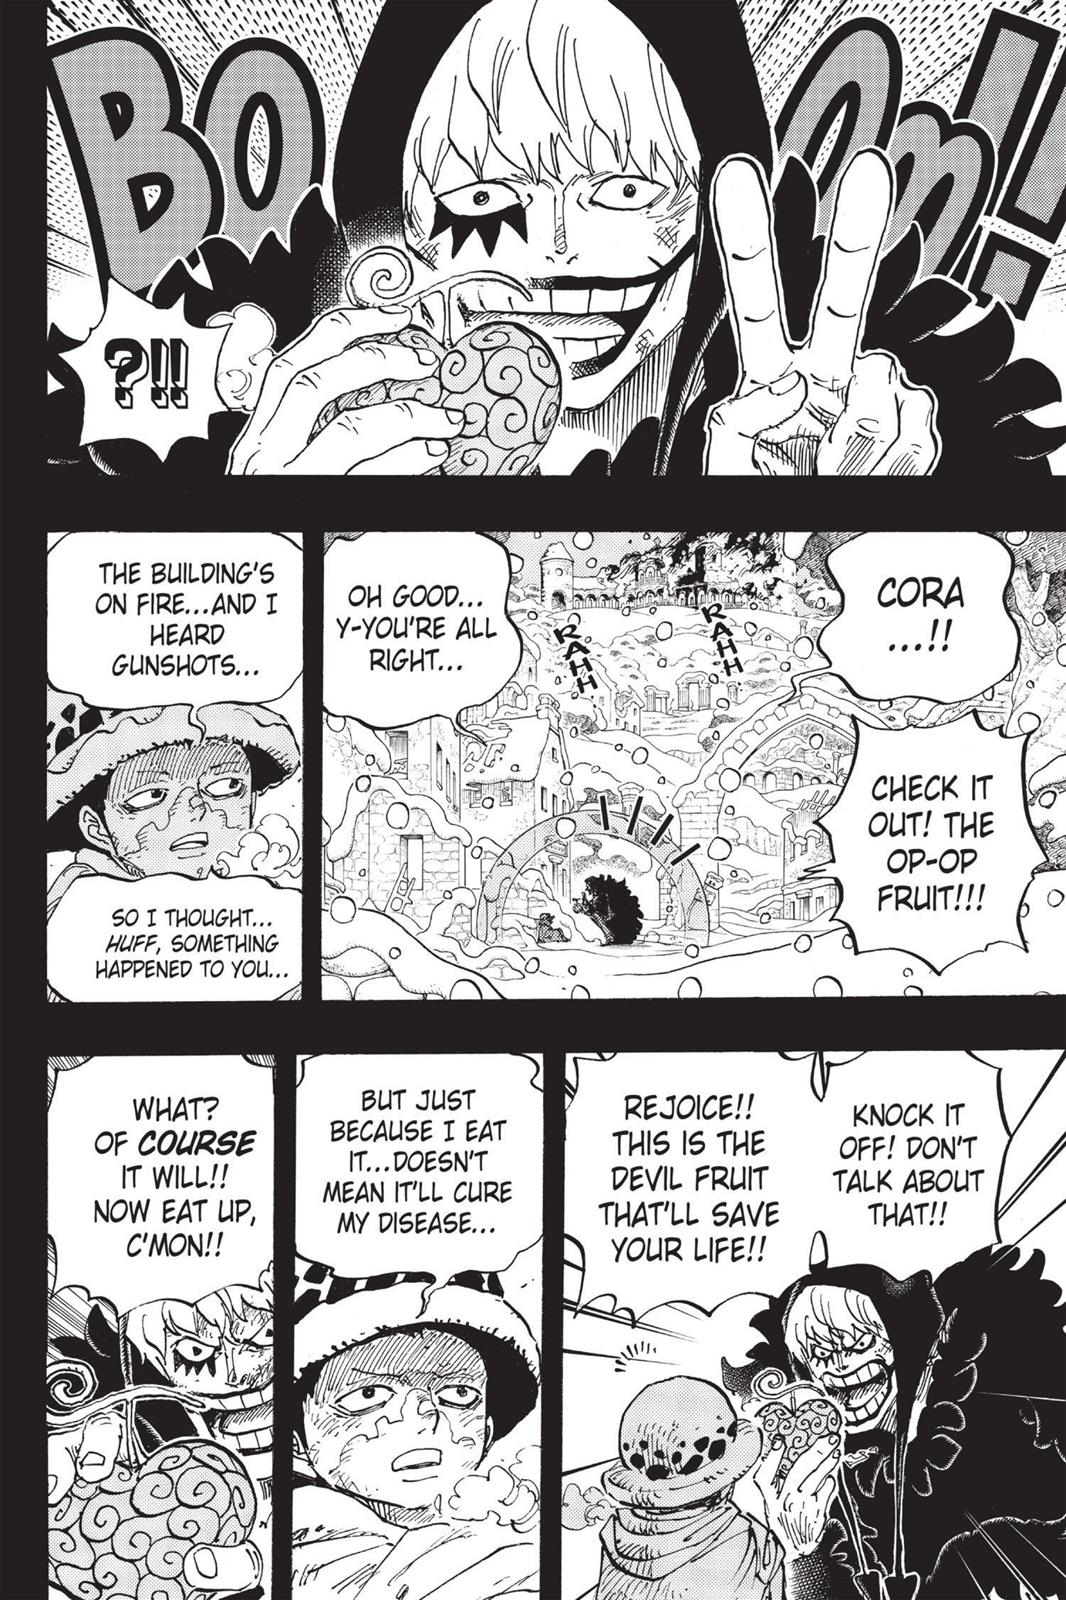 BOOM!!
?!!
CORA
...!!
CHECK IT
OUT! THE
OP-OP
FRUIT!!!
RAHH
RAHH
OH GOOD...
Y-YOU'RE ALL
RIGHT...
THE BUILDING'S
ON FIRE...AND I
HEARD
GUNSHOTS...
SO I THOUGHT...
HUFF, SOMETHING
HAPPENED TO YOU...
KNOCK IT
OFF! DON'T
TALK ABOUT
THAT!!
REJOICE!!
THIS IS THE
DEVIL FRUIT
THAT'LL SAVE
YOUR LIFE!!
BUT JUST
BECAUSE I EAT
IT...DOESN'T
MEAN IT'LL CURE
MY DISEASE...
WHAT?
OF COURSE
IT WILL!!
NOW EAT UP,
C'MON!!